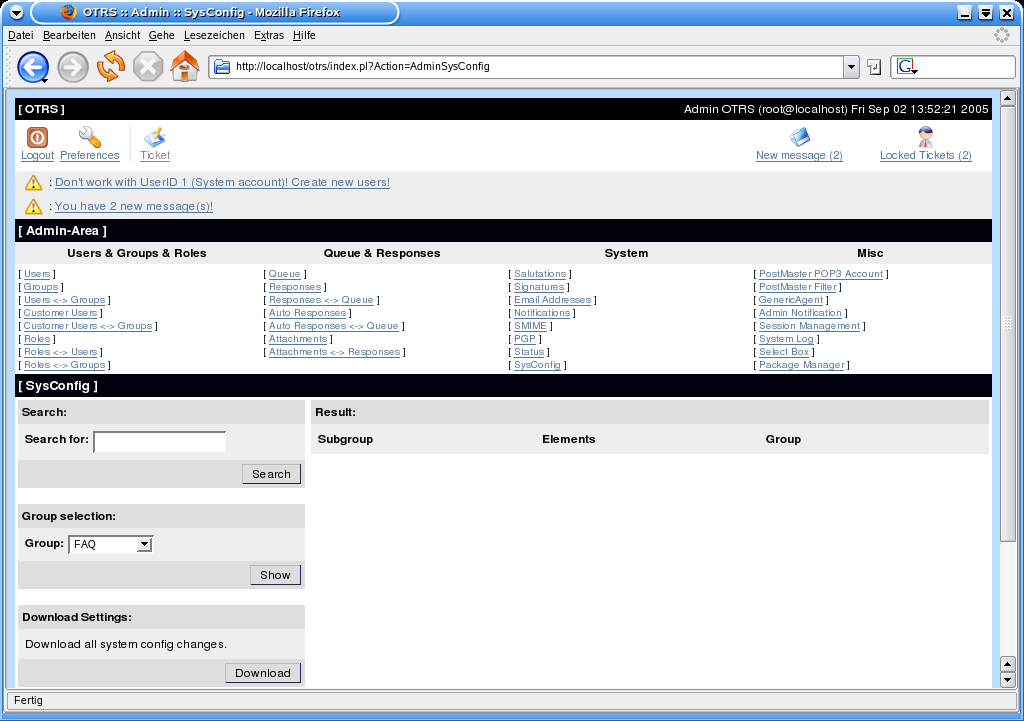 OTRS :: Admin :: SysConfig - Mozilla Firefox
Datei Bearbeiten Ansicht Gehe Lesezeichen Extras Hilfe
http://localhost/otrs/index.pl?Action=AdminSysConfig
[ OTRS ] Admin OTRS (root@localhost) Fri Sep 02 13:52:21 2005
Logout Preferences Ticket New message (2) Locked Tickets (2)
: Don't work with UserID 1 (System account)! Create new users!
: You have 2 new message(s)!
[ Admin-Area ]
Users & Groups & Roles Queue & Responses System Misc
[ Users ] [ Queue ] [ Salutations ] [ PostMaster POP3 Account ]
[ Groups ] [ Responses ] [ Signatures ] [ PostMaster Filter ]
[ Users <-> Groups ] [ Responses <-> Queue ] [ Email Addresses ] [ GenericAgent ]
[ Customer Users ] [ Auto Responses ] [ Notifications ] [ Admin Notification ]
[ Customer Users <-> Groups ] [ Auto Responses <-> Queue ] [ SMIME ] [ Session Management ]
[ Roles ] [ Attachments ] [ PGP ] [ System Log ]
[ Roles <-> Users ] [ Attachments <-> Responses ] [ Status ] [ Select Box ]
[ Roles <-> Groups ] [ SysConfig ] [ Package Manager ]
[ SysConfig ]
Search: Result:
Search for: Subgroup Elements Group
Search
Group selection:
Group: FAQ
Show
Download Settings:
Download all system config changes.
Download
Fertig